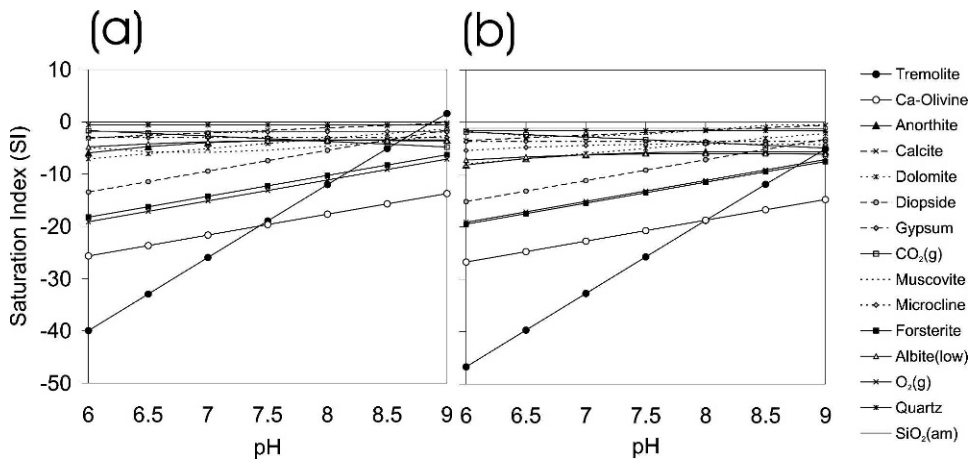 (a)
(b)
Saturation Index (SI)
10
0
-10
-20
-30
-40
-50
6 6.5 7 7.5 8 8.5 9
pH
6 6.5 7 7.5 8 8.5 9
pH
Tremolite
Ca-Olivine
Anorthite
Calcite
Dolomite
Diopside
Gypsum
CO₂(g)
Muscovite
Microcline
Forsterite
Albite(low)
O₂(g)
Quartz
SiO₂(am)